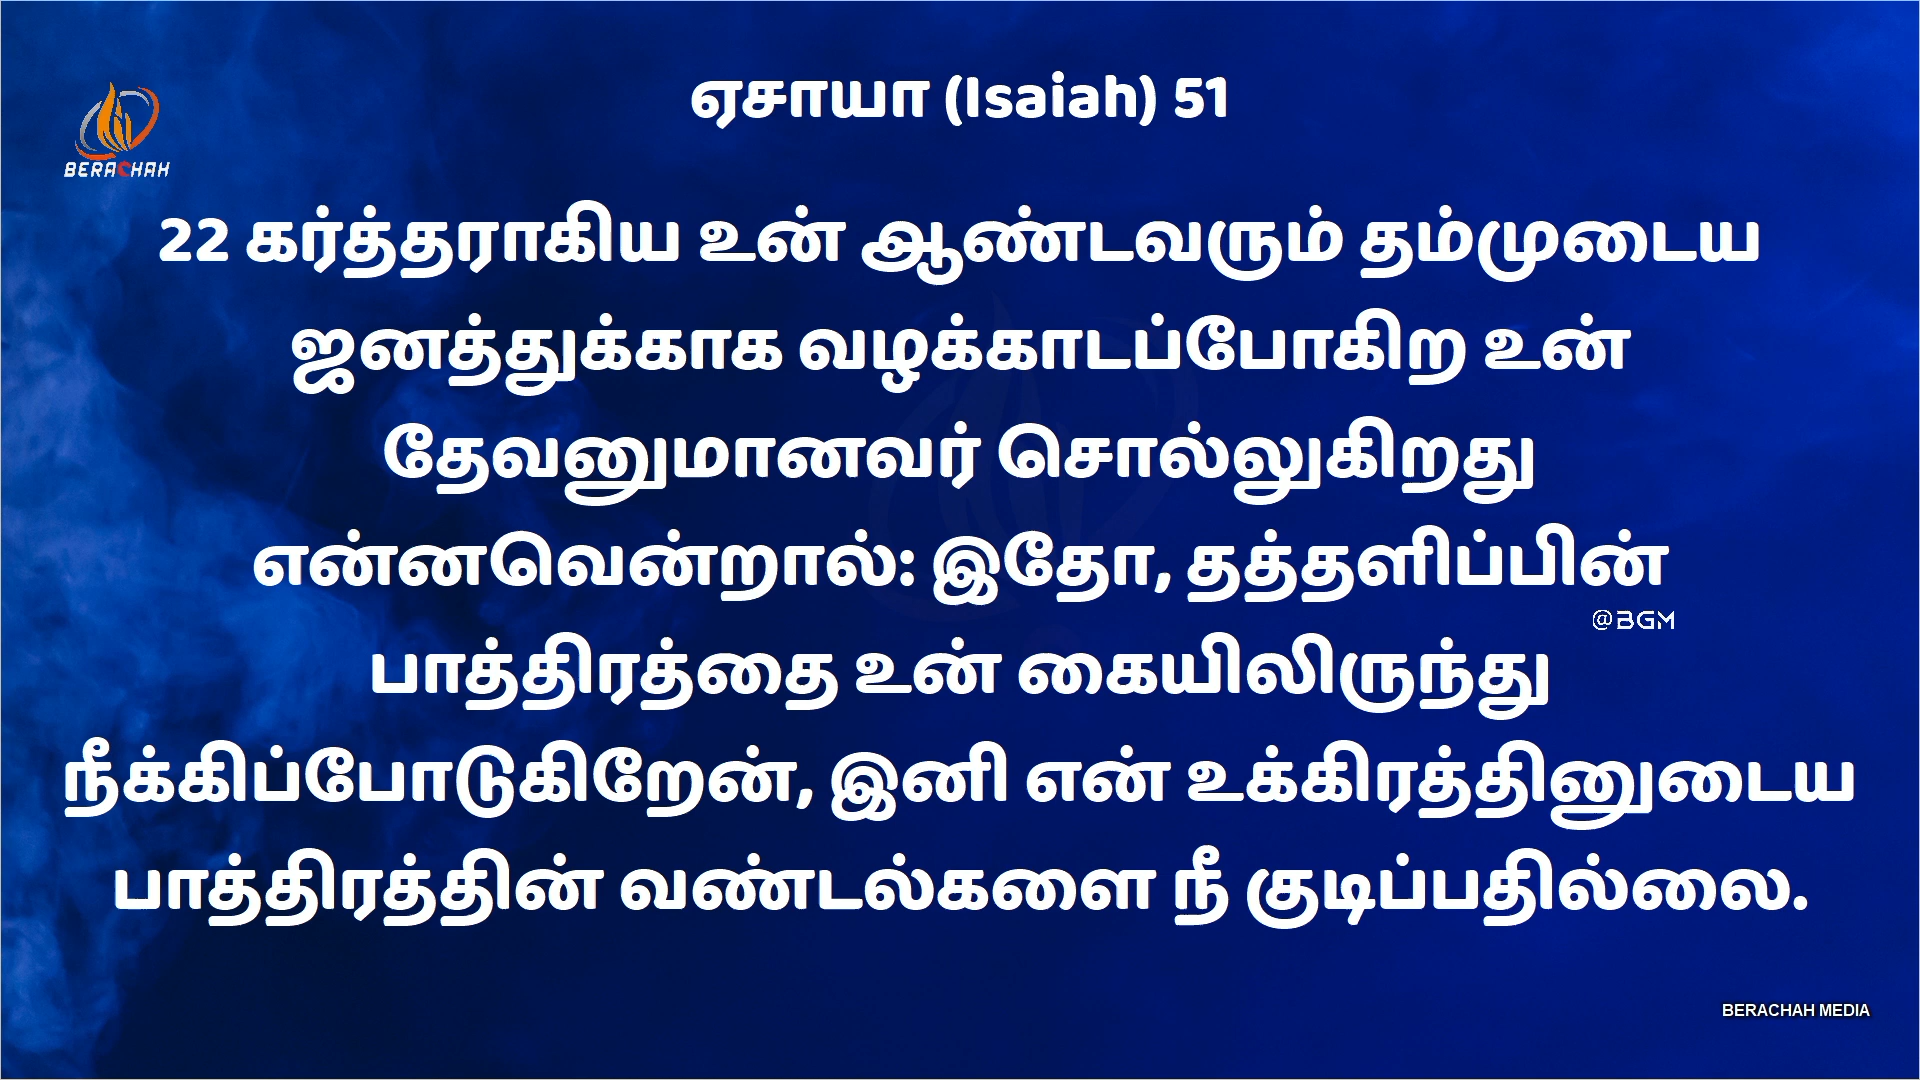 ஏசாயா (Isaiah) 51
BERACHAH
22 கர்த்தராகிய உன் ஆண்டவரும் தம்முடைய
ஜனத்துக்காக வழக்காடப்போகிற உன்
தேவனுமானவர் சொல்லுகிறது
என்னவென்றால்: இதோ, தத்தளிப்பின்
@BGM
பாத்திரத்தை உன் கையிலிருந்து
நீக்கிப்போடுகிறேன், இனி என் உக்கிரத்தினுடைய
பாத்திரத்தின் வண்டல்களை நீ குடிப்பதில்லை.
BERACHAH MEDIA